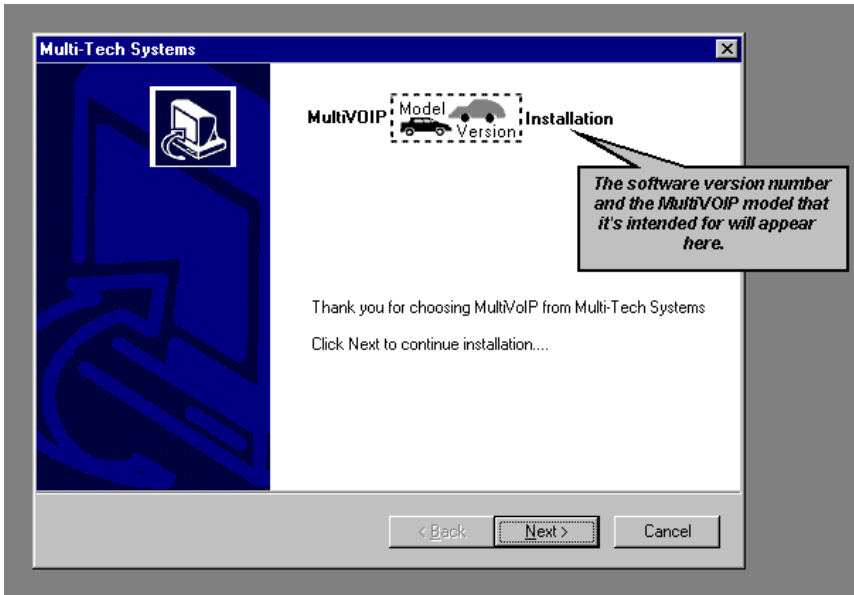 Multi-Tech Systems
MultiVOIP Model Version Installation
The software version number
and the MultiVOIP model that
it's intended for will appear
here.
Thank you for choosing MultiVoIP from Multi-Tech Systems
Click Next to continue installation....
< Back
Next >
Cancel